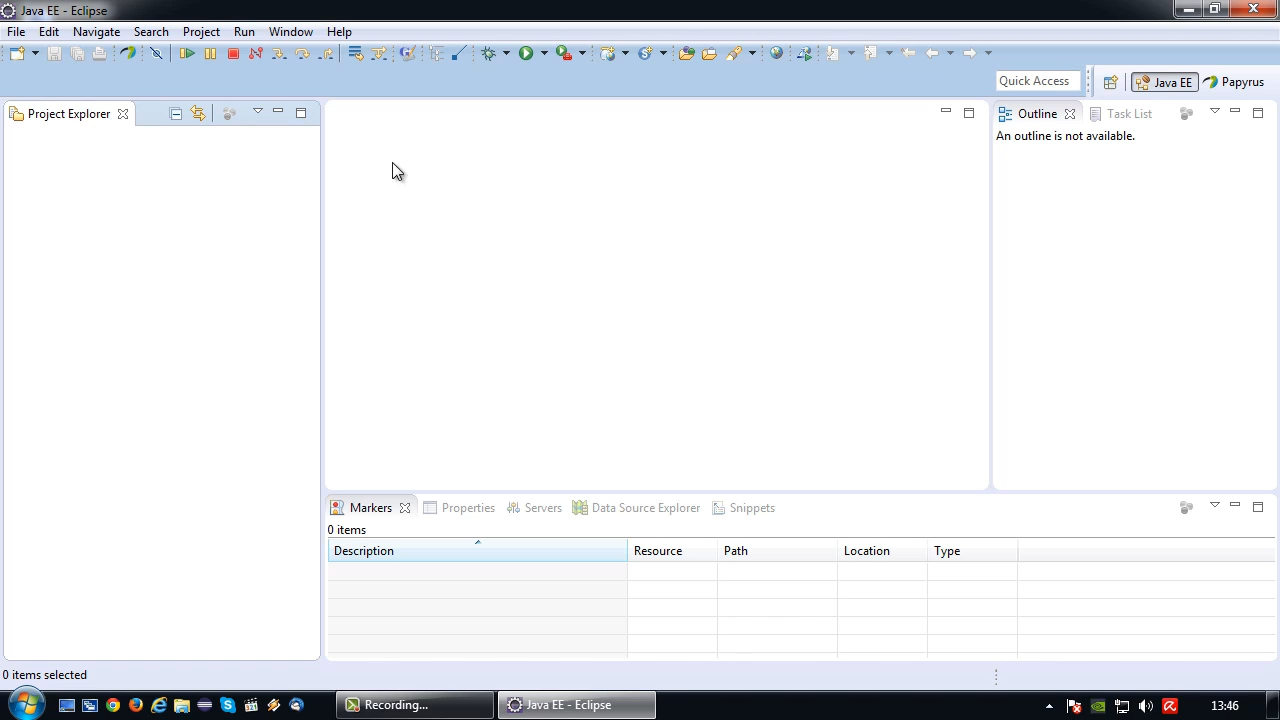 Java EE - Eclipse
File Edit Navigate Search Project Run Window Help
Quick Access Java EE Papyrus
Project Explorer Outline Task List
An outline is not available.
Markers Properties Servers Data Source Explorer Snippets
0 items
Description Resource Path Location Type
0 items selected
Recording... Java EE - Eclipse 13:46